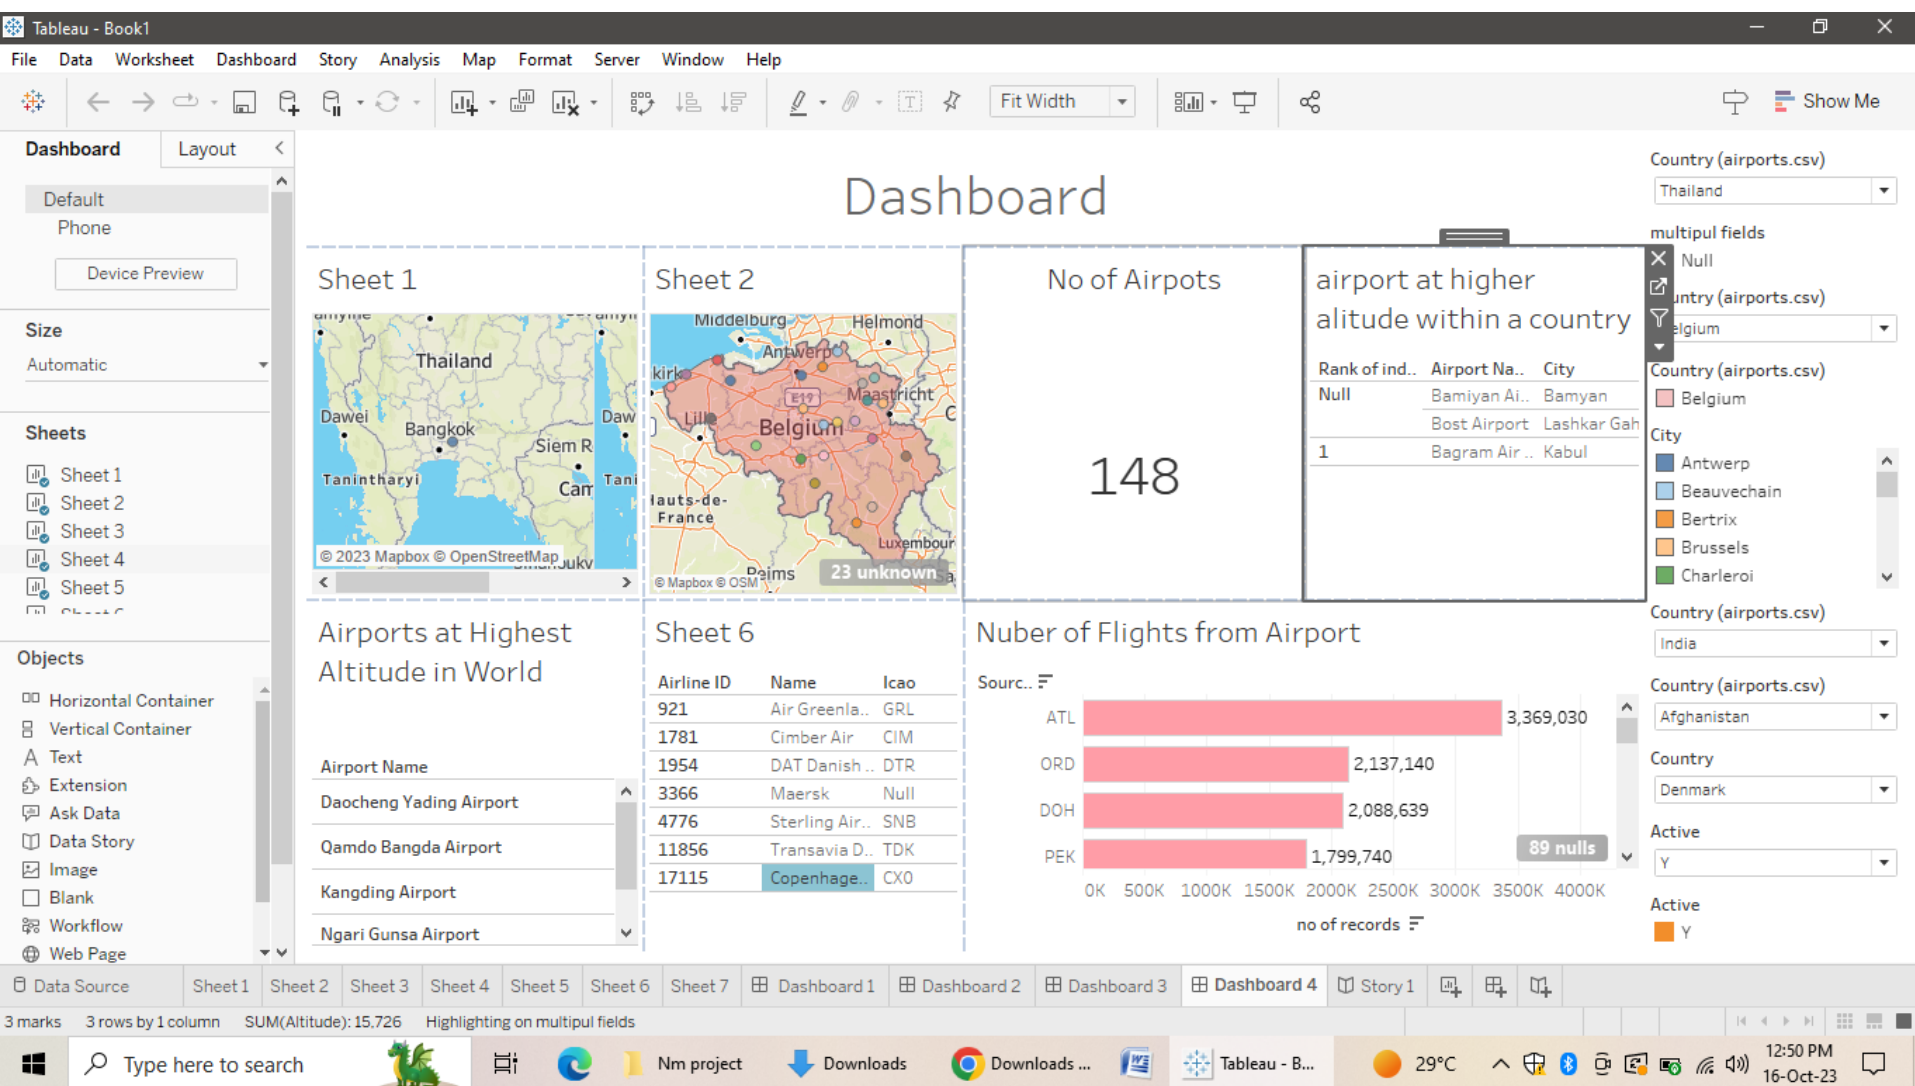 Tableau - Book1
File Data Worksheet Dashboard Story Analysis Map Format Server Window Help
Fit Width
Show Me
Dashboard Layout
Default
Phone
Device Preview
Size
Automatic
Sheets
Sheet 1
Sheet 2
Sheet 3
Sheet 4
Sheet 5
Objects
Horizontal Container
Vertical Container
Text
Extension
Ask Data
Data Story
Image
Blank
Workflow
Web Page
Dashboard
Sheet 1
Thailand
Dawei
Bangkok
Siem R
Tanintharyi
Cam
Daw
Tani
© 2023 Mapbox © OpenStreetMap
Sheet 2
Middelburg
Helmond
Antwerp
kirk
E19
Maastricht
Lille
Belgium
Hauts-de-
France
Luxembour
Reims
23 unknown
© Mapbox © OSM
No of Airpots
148
airport at higher
alitude within a country
Rank of ind.. Airport Na.. City
Null Bamiyan Ai.. Bamyan
Bost Airport Lashkar Gah
1 Bagram Air .. Kabul
Airports at Highest
Altitude in World
Airport Name
Daocheng Yading Airport
Qamdo Bangda Airport
Kangding Airport
Ngari Gunsa Airport
Sheet 6
Airline ID Name Icao
921 Air Greenla.. GRL
1781 Cimber Air CIM
1954 DAT Danish .. DTR
3366 Maersk Null
4776 Sterling Air.. SNB
11856 Transavia D.. TDK
17115 Copenhage.. CX0
Nuber of Flights from Airport
Sourc..
ATL 3,369,030
ORD 2,137,140
DOH 2,088,639
PEK 1,799,740
89 nulls
0K 500K 1000K 1500K 2000K 2500K 3000K 3500K 4000K
no of records
Country (airports.csv)
Thailand
multipul fields
Null
untry (airports.csv)
elgium
Country (airports.csv)
Belgium
City
Antwerp
Beauvechain
Bertrix
Brussels
Charleroi
Country (airports.csv)
India
Country (airports.csv)
Afghanistan
Country
Denmark
Active
Y
Active
Y
Data Source Sheet 1 Sheet 2 Sheet 3 Sheet 4 Sheet 5 Sheet 6 Sheet 7 Dashboard 1 Dashboard 2 Dashboard 3 Dashboard 4 Story 1
3 marks 3 rows by 1 column SUM(Altitude): 15,726 Highlighting on multipul fields
Type here to search
Nm project
Downloads
Downloads ...
Tableau - B...
29°C
12:50 PM
16-Oct-23